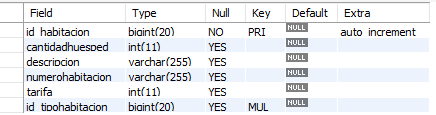 Field Type Null Key Default Extra
id_habitacion bigint(20) NO PRI NULL auto_increment
cantidadhuesped int(11) YES NULL
descripcion varchar(255) YES NULL
numerohabitacion varchar(255) YES NULL
tarifa int(11) YES NULL
id_tipohabitacion bigint(20) YES MUL NULL